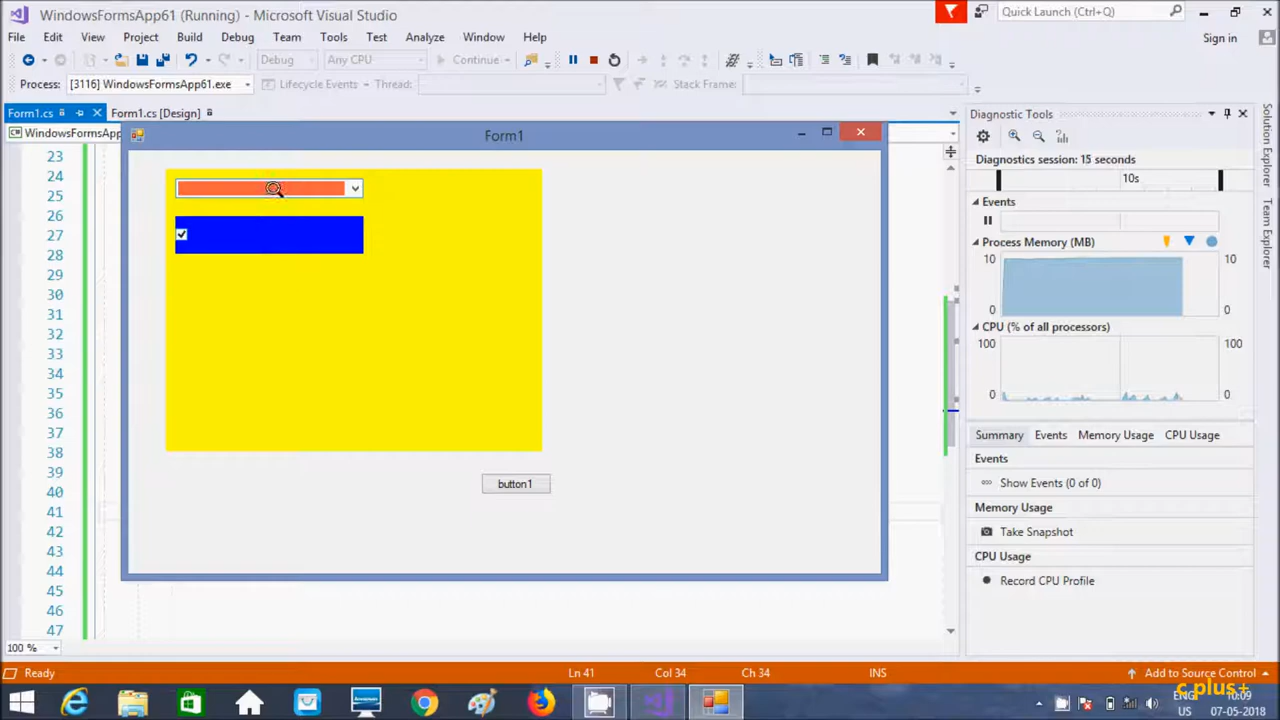 WindowsFormsApp61 (Running) - Microsoft Visual Studio
Quick Launch (Ctrl+Q)
File Edit View Project Build Debug Team Tools Test Analyze Window Help
Sign in
Debug Any CPU Continue
Process: [3116] WindowsFormsApp61.exe Lifecycle Events Thread: Stack Frame:
Form1.cs Form1.cs [Design]
WindowsFormsApp
Form1
button1
23
24
25
26
27
28
29
30
31
32
33
34
35
36
37
38
39
40
41
42
43
44
45
46
47
100 %
Diagnostic Tools
Diagnostics session: 15 seconds
10s
Events
Process Memory (MB)
10 10
0 0
CPU (% of all processors)
100 100
0 0
Summary Events Memory Usage CPU Usage
Events
Show Events (0 of 0)
Memory Usage
Take Snapshot
CPU Usage
Record CPU Profile
Solution Explorer
Team Explorer
Ready Ln 41 Col 34 Ch 34 INS Add to Source Control
c plus+
ENG 10:09
US 07-05-2018